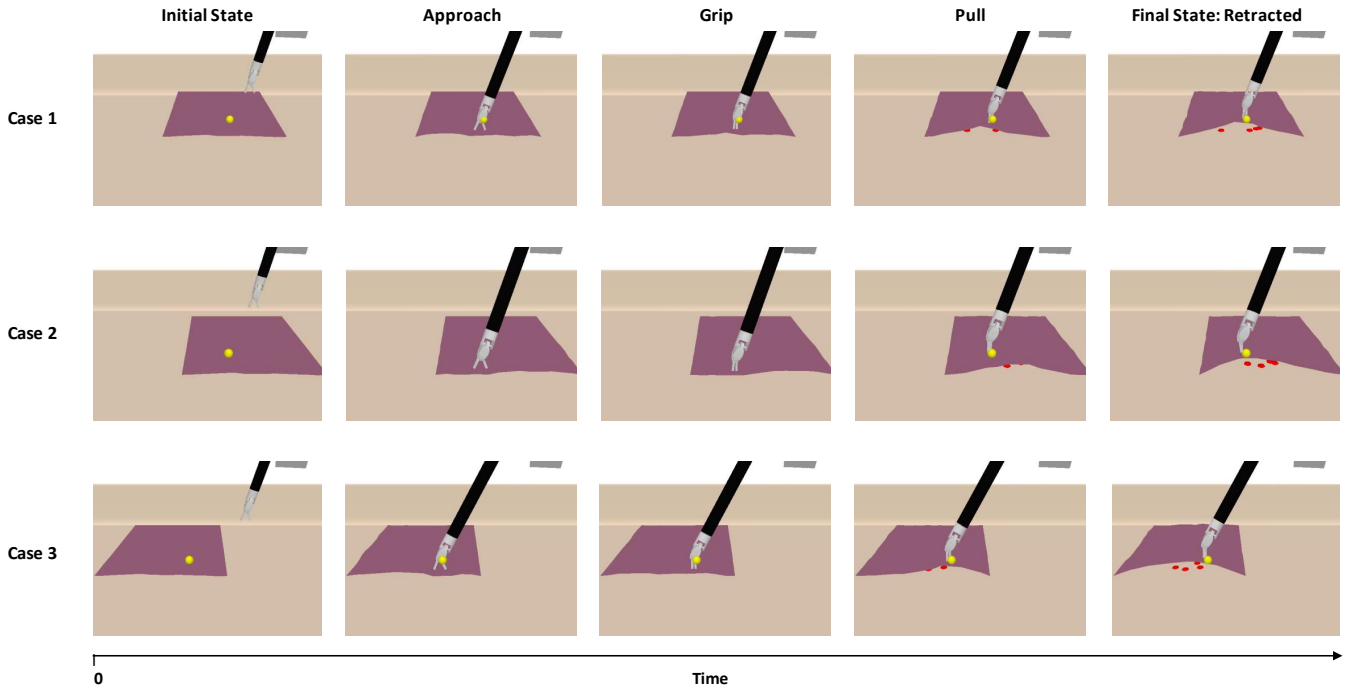 Initial State
Approach
Grip
Pull
Final State: Retracted
Case 1
Case 2
Case 3
0
Time